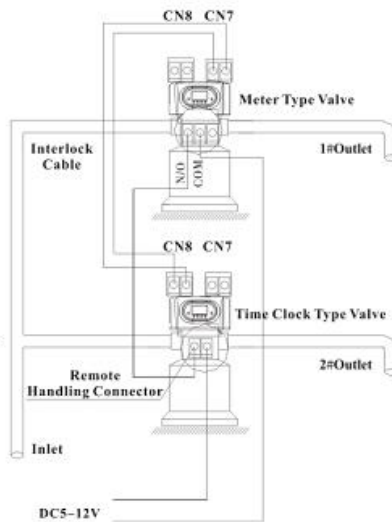 CN8 CN7
Meter Type Valve
Interlock
Cable
N/O
COM
1#Outlet
CN8 CN7
Time Clock Type Valve
Remote
Handling Connector
2#Outlet
Inlet
DC5-12V